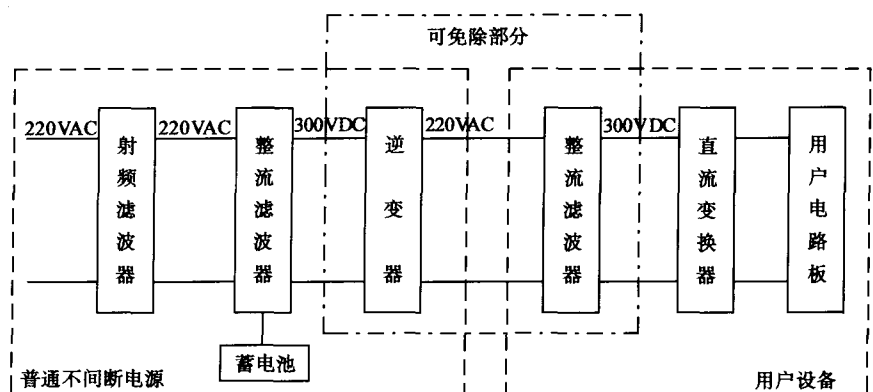 可免除部分
220VAC
220VAC
300VDC
220VAC
300VDC
射频滤波器
整流滤波器
逆变器
整流滤波器
直流变换器
用户电路板
蓄电池
普通不间断电源
用户设备